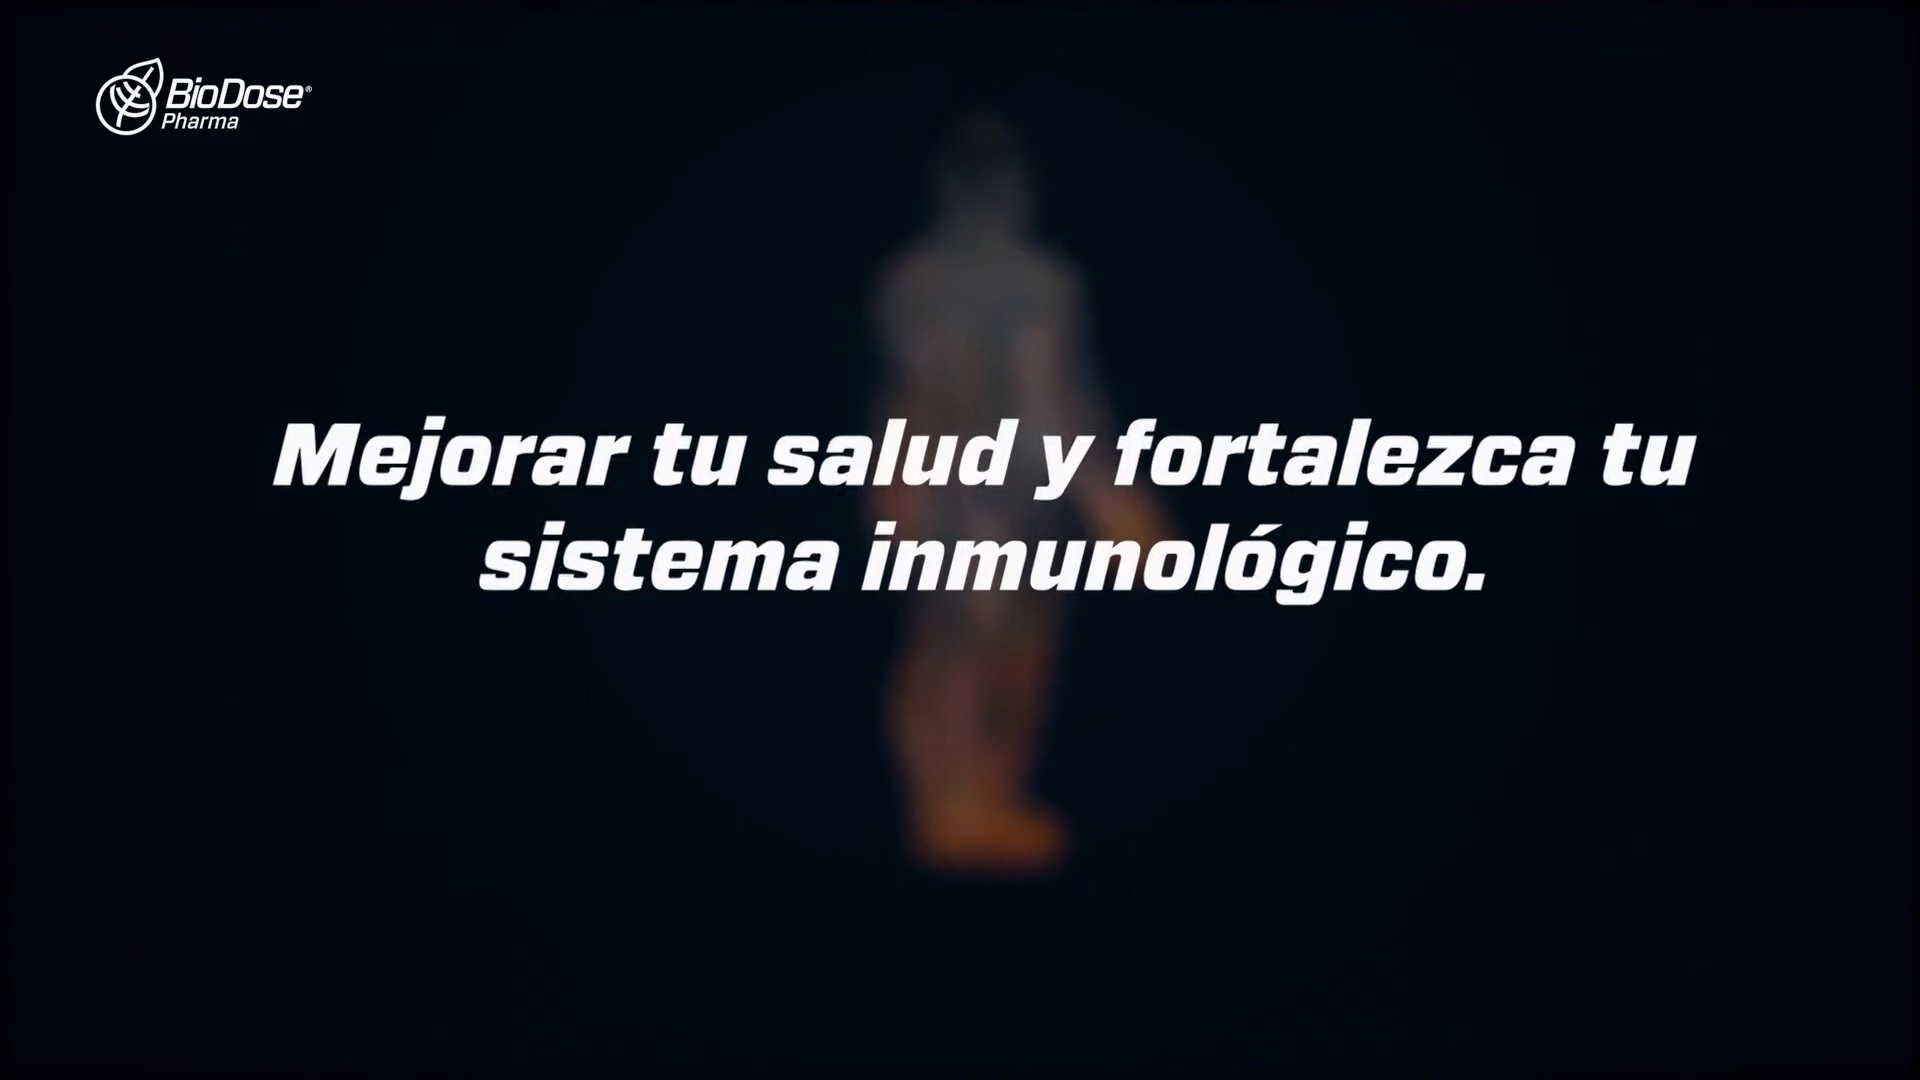 BioDose®
Pharma
Mejorar tu salud y fortalezca tu
sistema inmunológico.